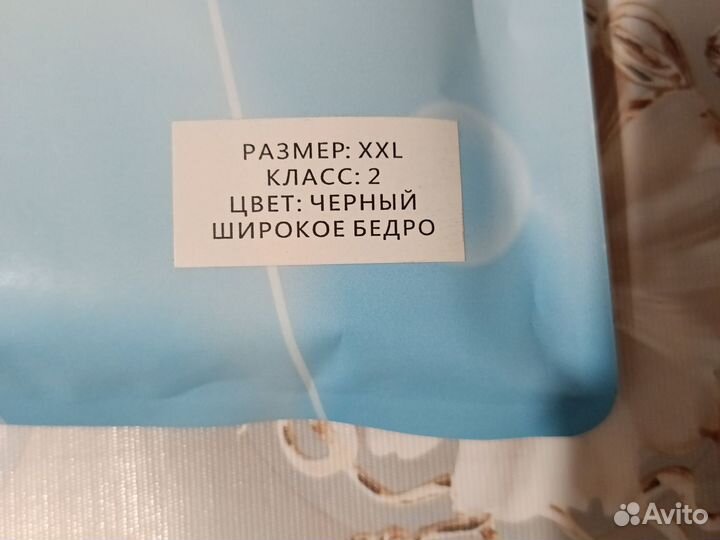 РАЗМЕР: XXL
КЛАСС: 2
ЦВЕТ: ЧЕРНЫЙ
ШИРОКОЕ БЕДРО
Avito